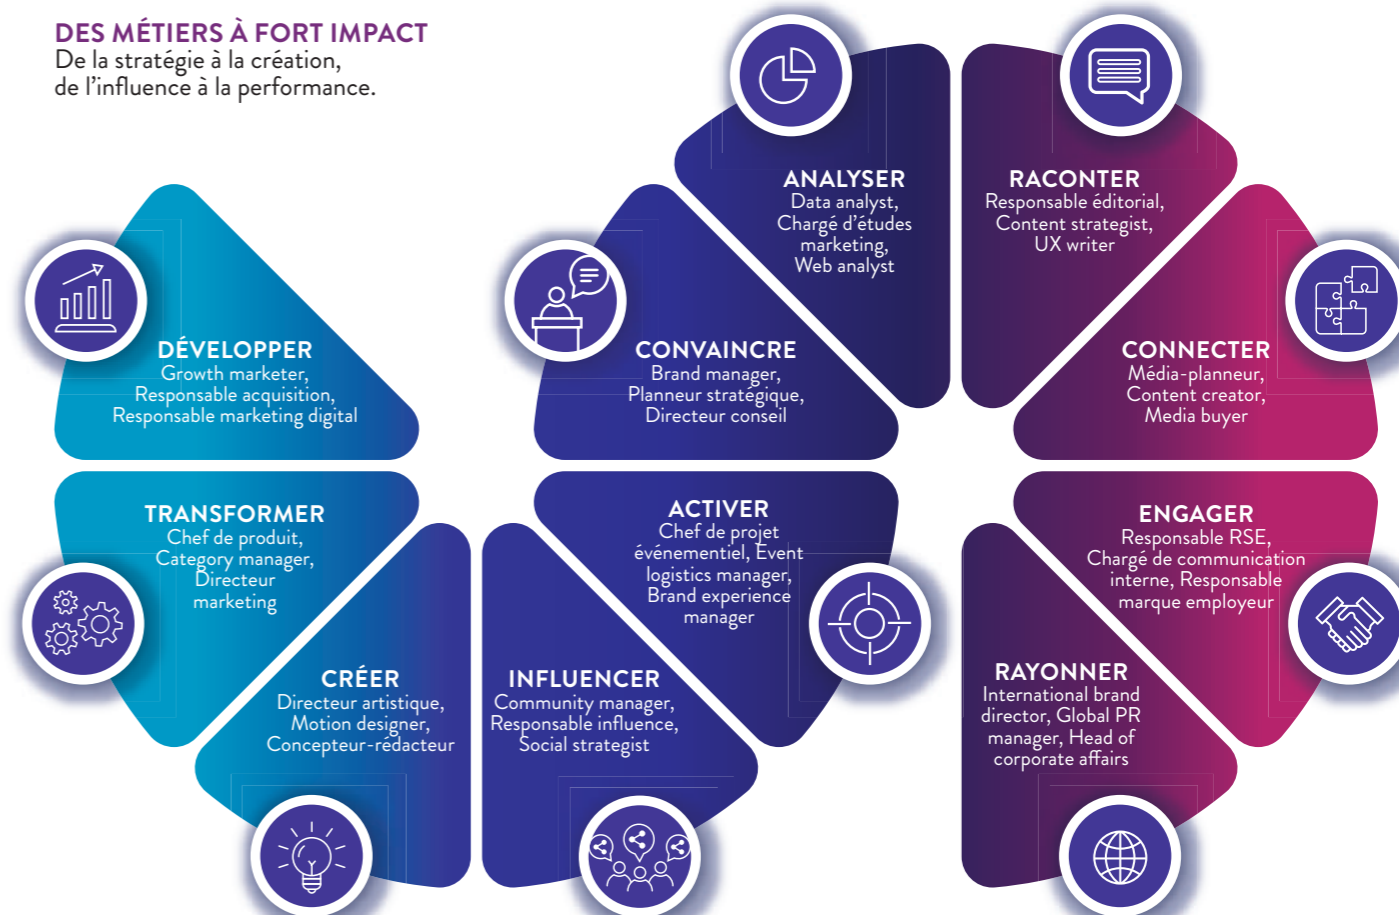 DES MÉTIERS À FORT IMPACT
De la stratégie à la création,
de l'influence à la performance.
DÉVELOPPER
Growth marketer,
Responsable acquisition,
Responsable marketing digital
TRANSFORMER
Chef de produit,
Category manager,
Directeur
marketing
CRÉER
Directeur artistique,
Motion designer,
Concepteur-rédacteur
INFLUENCER
Community manager,
Responsable influence,
Social strategist
ACTIVER
Chef de projet
événementiel, Event
logistics manager,
Brand experience
manager
CONVAINCRE
Brand manager,
Planneur stratégique,
Directeur conseil
ANALYSER
Data analyst,
Chargé d'études
marketing,
Web analyst
RACONTER
Responsable éditorial,
Content strategist,
UX writer
CONNECTER
Média-planneur,
Content creator,
Media buyer
ENGAGER
Responsable RSE,
Chargé de communication
interne, Responsable
marque employeur
RAYONNER
International brand
director, Global PR
manager, Head of
corporate affairs